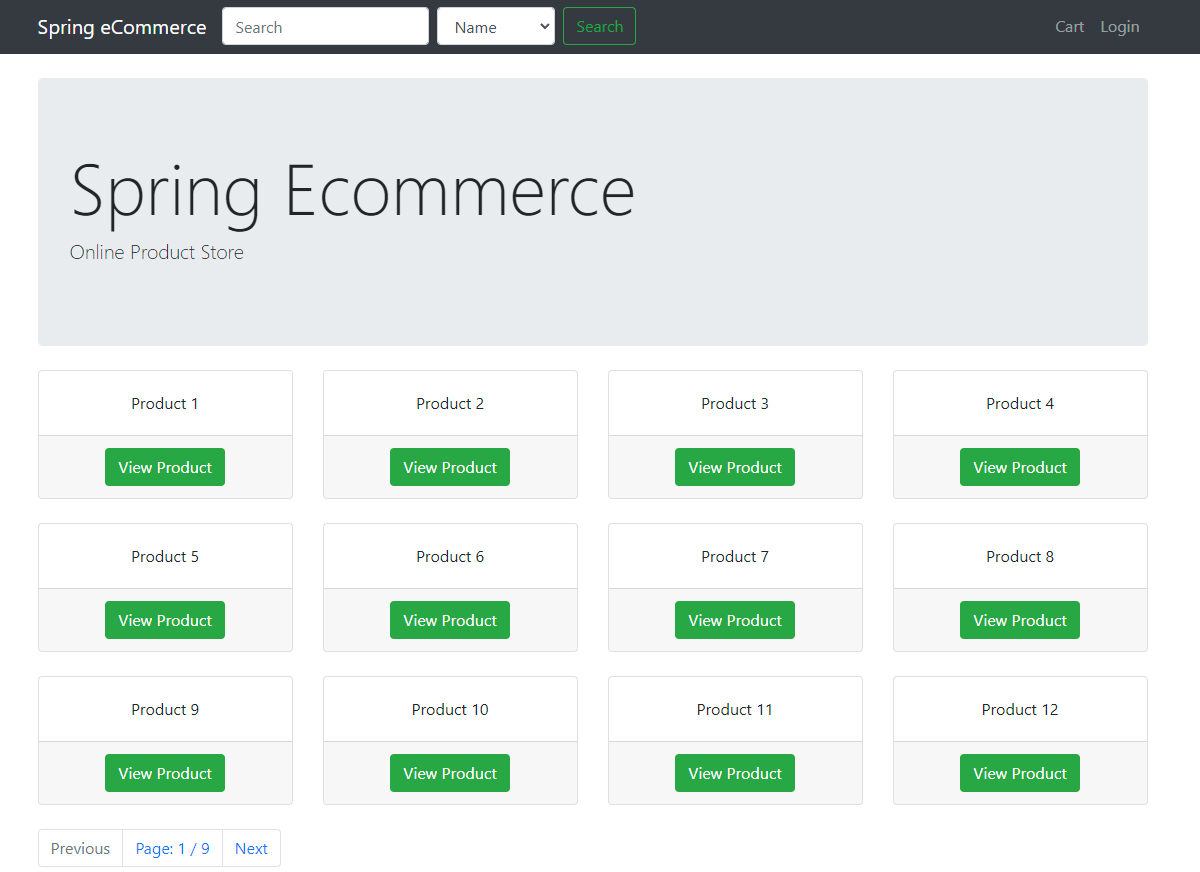 Spring eCommerce Search Name Search Cart Login
Spring Ecommerce
Online Product Store
Product 1 Product 2 Product 3 Product 4
View Product View Product View Product View Product
Product 5 Product 6 Product 7 Product 8
View Product View Product View Product View Product
Product 9 Product 10 Product 11 Product 12
View Product View Product View Product View Product
Previous Page: 1 / 9 Next